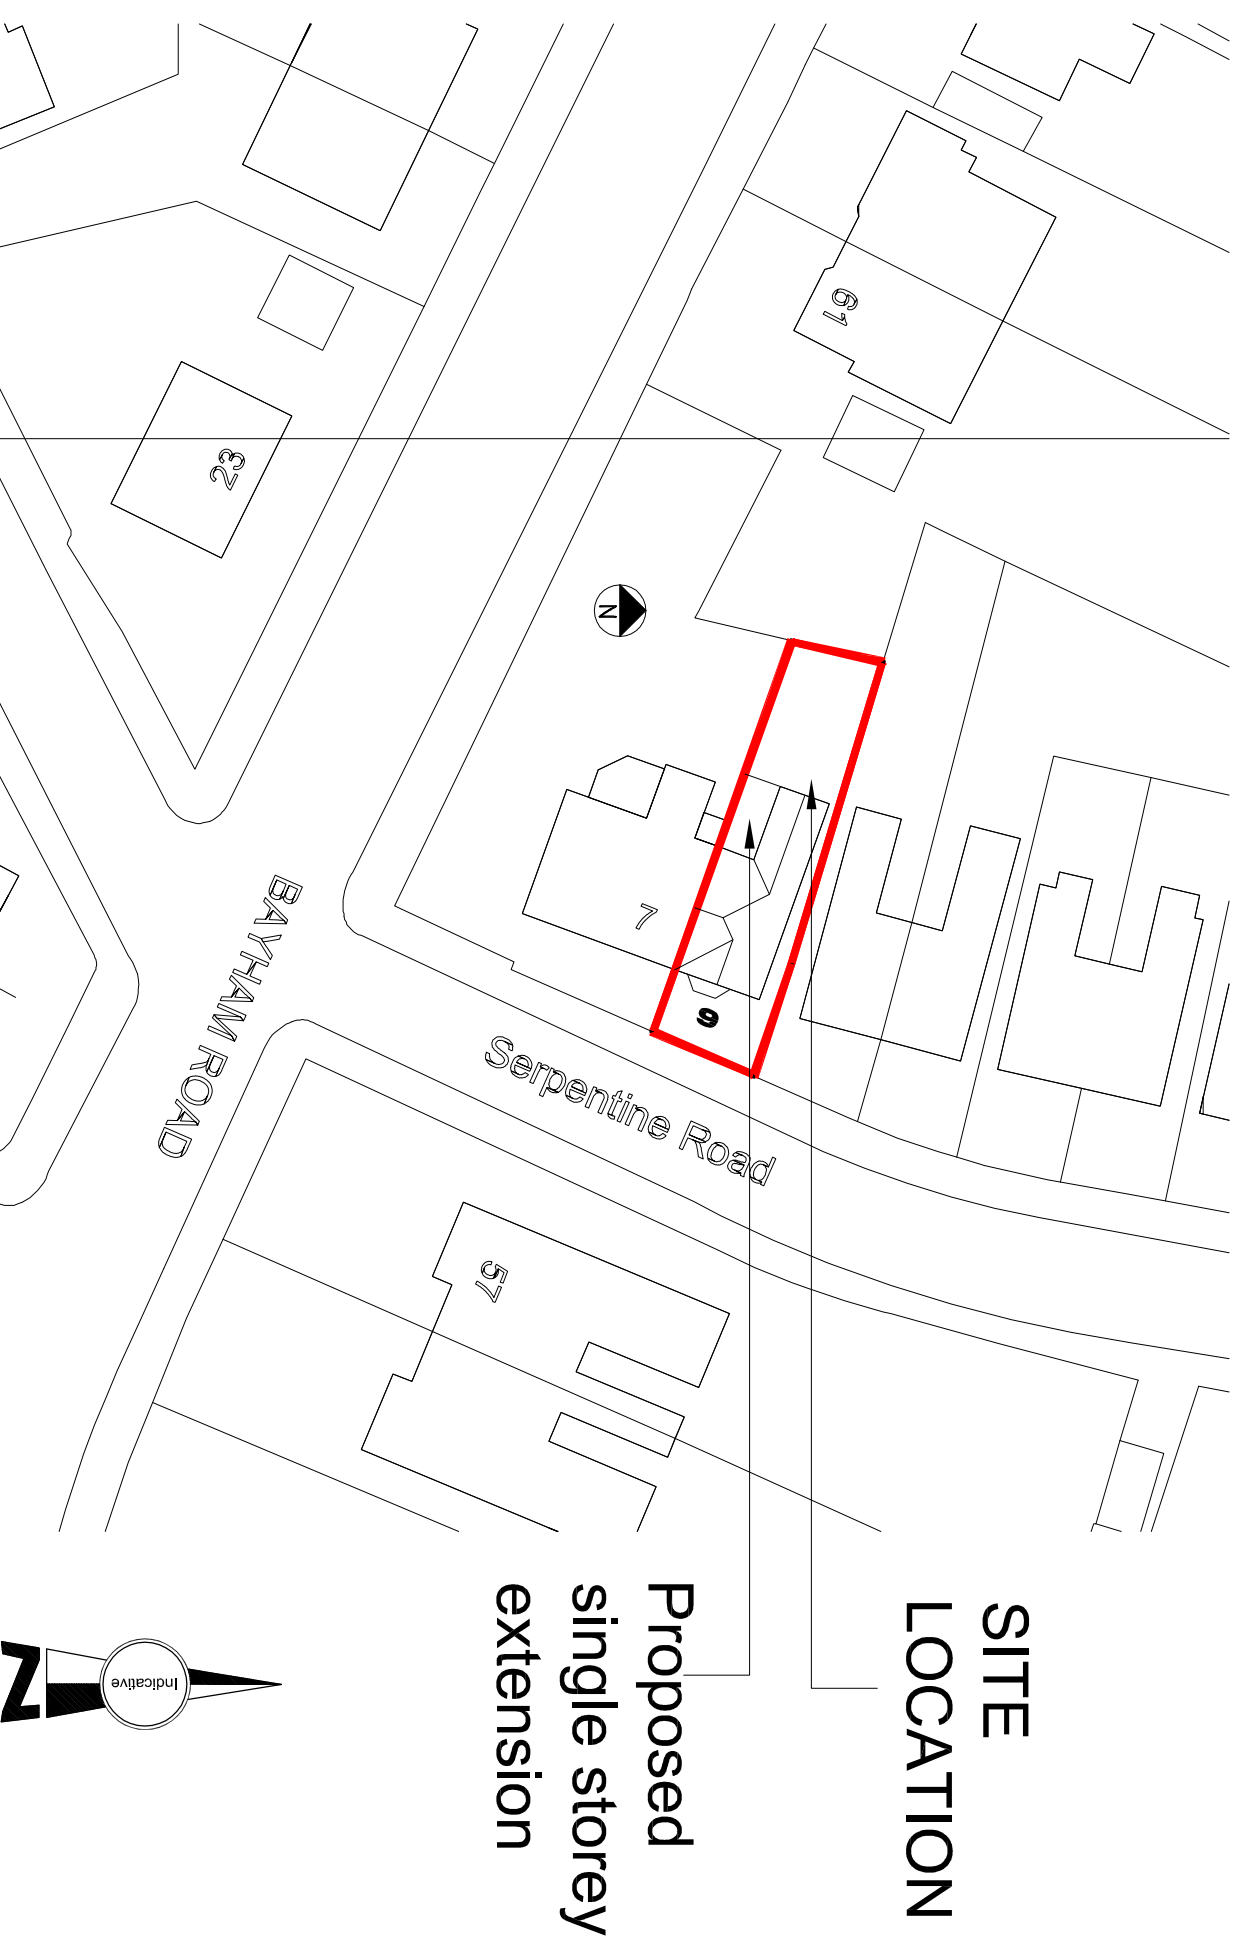 SITE
LOCATION
Proposed
single storey
extension
61
23
N
7
9
BAYHAM ROAD
Serpentine Road
57
Indicative
N